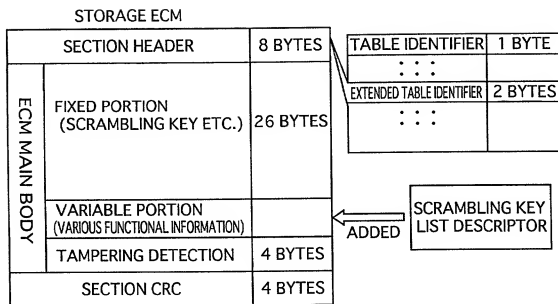 STORAGE ECM
SECTION HEADER 8 BYTES
TABLE IDENTIFIER 1 BYTE
EXTENDED TABLE IDENTIFIER 2 BYTES
ECM MAIN BODY
FIXED PORTION
(SCRAMBLING KEY ETC.) 26 BYTES
VARIABLE PORTION
(VARIOUS FUNCTIONAL INFORMATION)
ADDED
SCRAMBLING KEY
LIST DESCRIPTOR
TAMPERING DETECTION 4 BYTES
SECTION CRC 4 BYTES